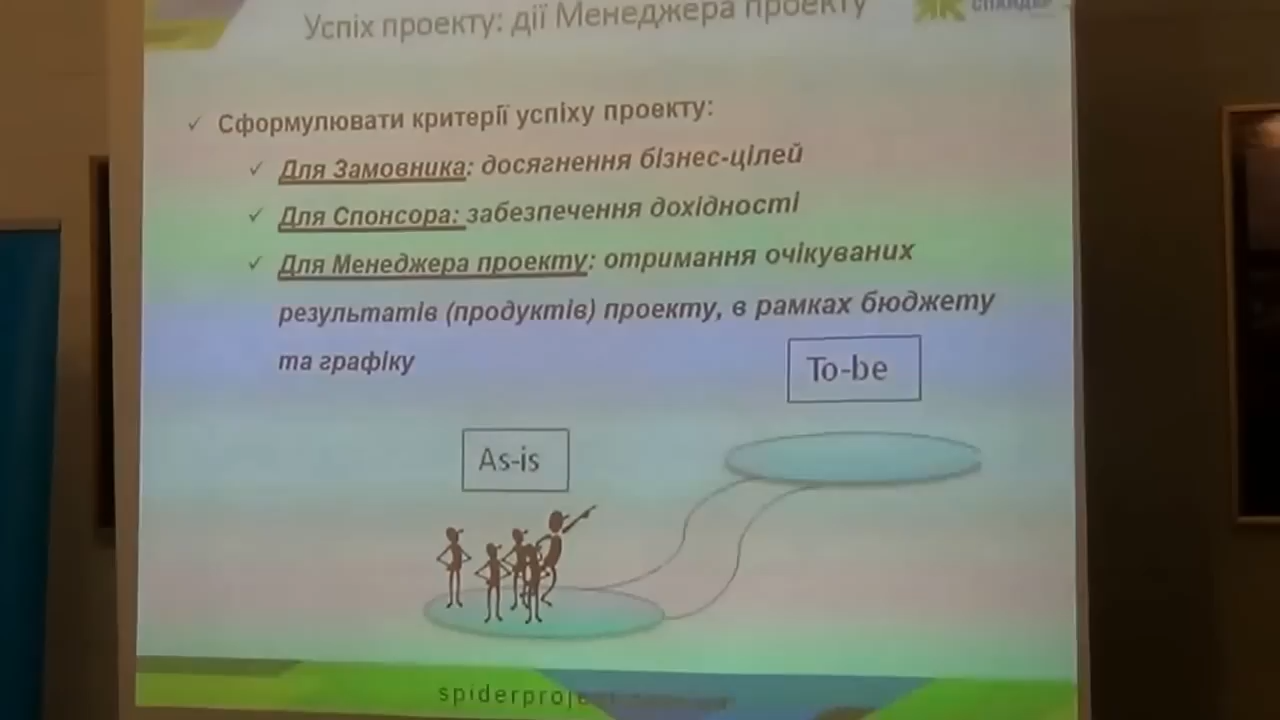 Успіх проекту: дії Менеджера проекту
Сформулювати критерії успіху проекту:
Для Замовника: досягнення бізнес-цілей
Для Спонсора: забезпечення дохідності
Для Менеджера проекту: отримання очікуваних
результатів (продуктів) проекту, в рамках бюджету
та графіку
To-be
As-is